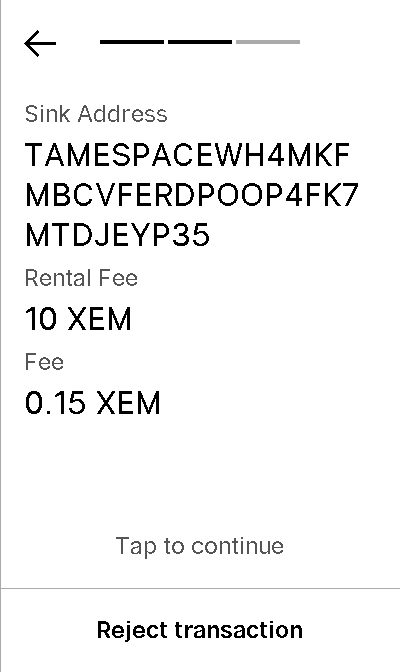 Sink Address
TAMESPACEWH4MKF
MBCVFERDPOOP4FK7
MTDJEYP35
Rental Fee
10 XEM
Fee
0.15 XEM
Tap to continue
Reject transaction